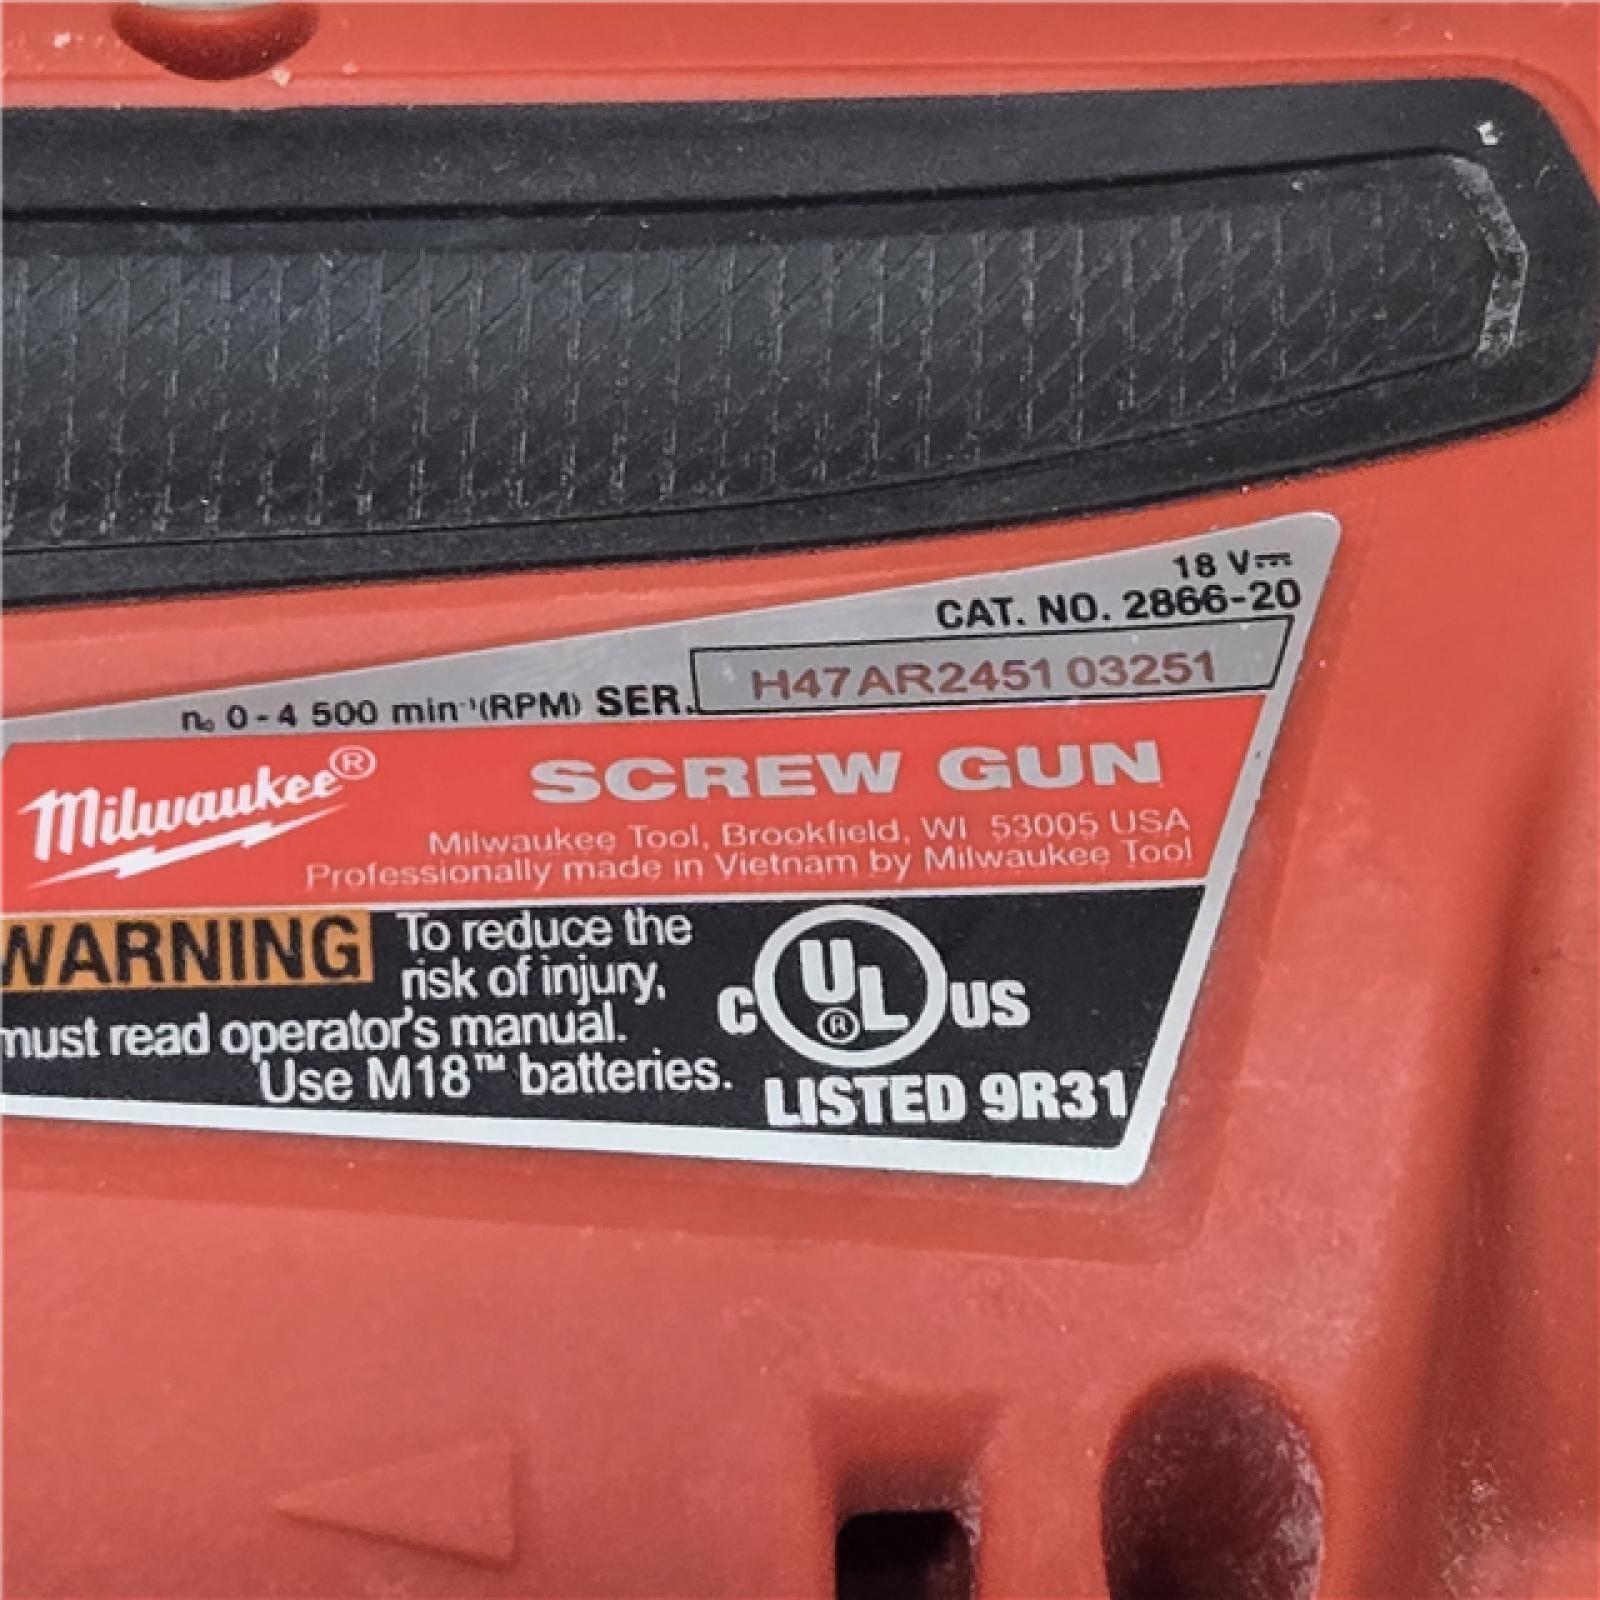 18 V⎓
CAT. NO. 2866-20
n₀ 0-4 500 min⁻¹(RPM) SER. H47AR2451 03251
Milwaukee®
SCREW GUN
Milwaukee Tool, Brookfield, WI 53005 USA
Professionally made in Vietnam by Milwaukee Tool
WARNING To reduce the
risk of injury,
must read operator's manual.
Use M18™ batteries.
C UL® US
LISTED 9R31